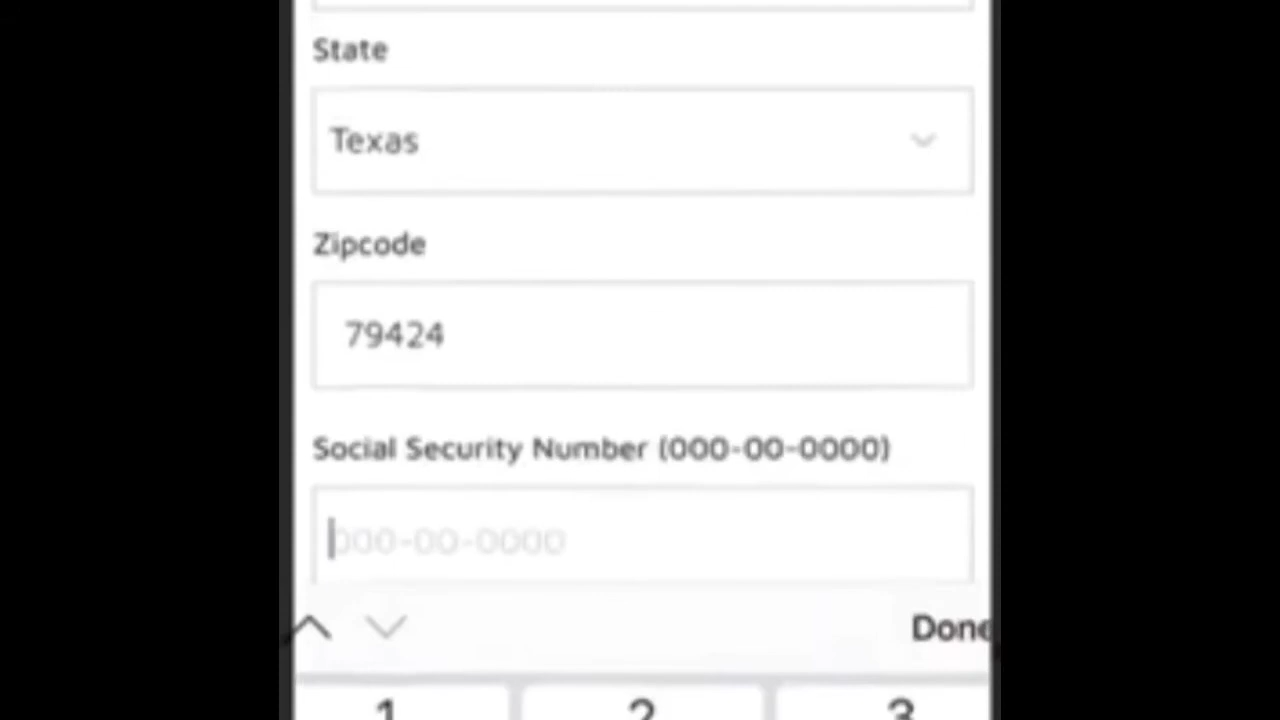 State
Texas
Zipcode
79424
Social Security Number (000-00-0000)
000-00-0000
Done
1 2 3